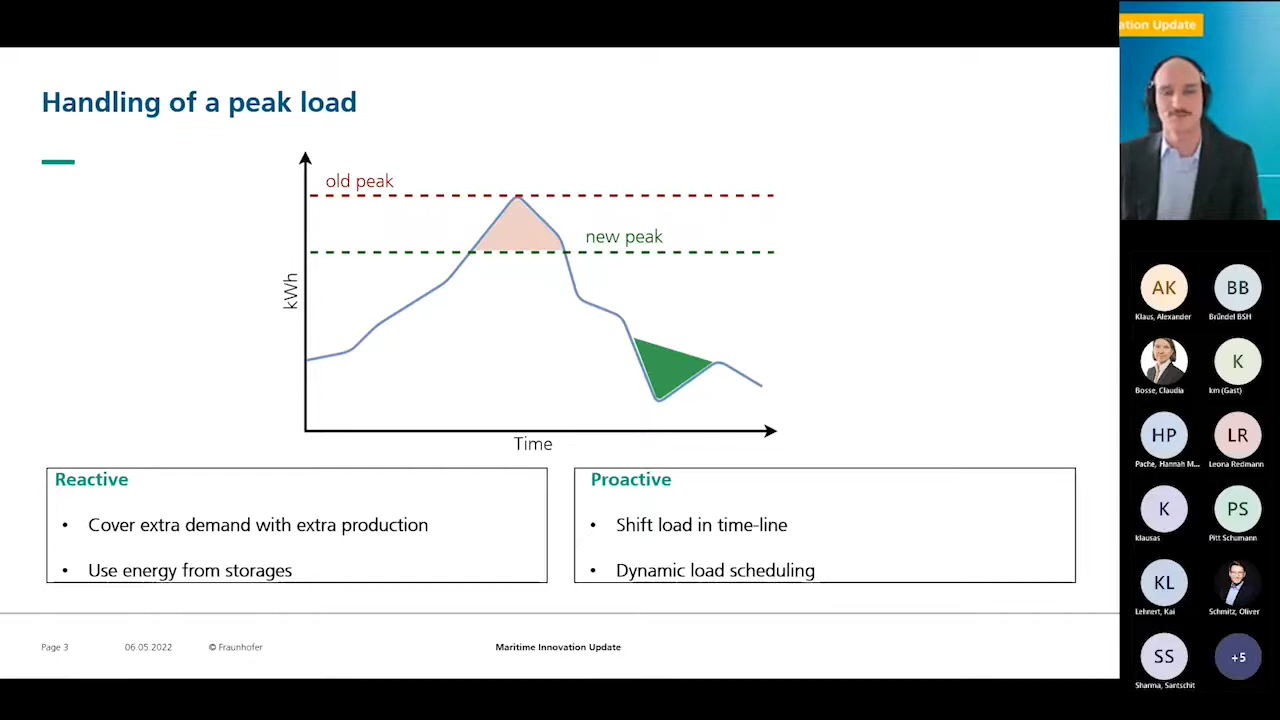 ation Update
Handling of a peak load
old peak
new peak
kWh
Time
Reactive
• Cover extra demand with extra production
• Use energy from storages
Proactive
• Shift load in time-line
• Dynamic load scheduling
Page 3
06.05.2022
© Fraunhofer
Maritime Innovation Update
AK
Klaus, Alexander
BB
Bründel BSH
Bosse, Claudia
K
km (Gast)
HP
Pache, Hannah M...
LR
Leona Redmann
K
klausas
PS
Pitt Schumann
KL
Lehnert, Kai
Schmitz, Oliver
SS
Sharma, Santschit
+5